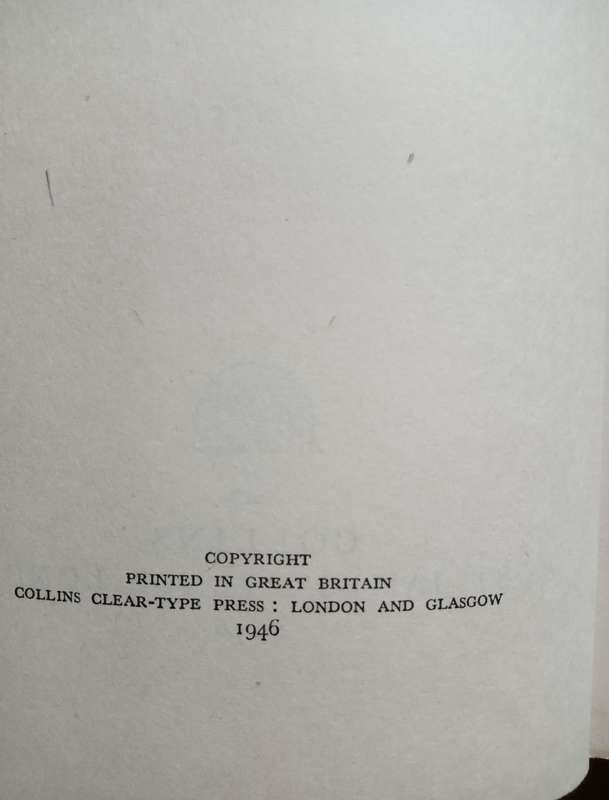 COPYRIGHT
PRINTED IN GREAT BRITAIN
COLLINS CLEAR-TYPE PRESS : LONDON AND GLASGOW
1946